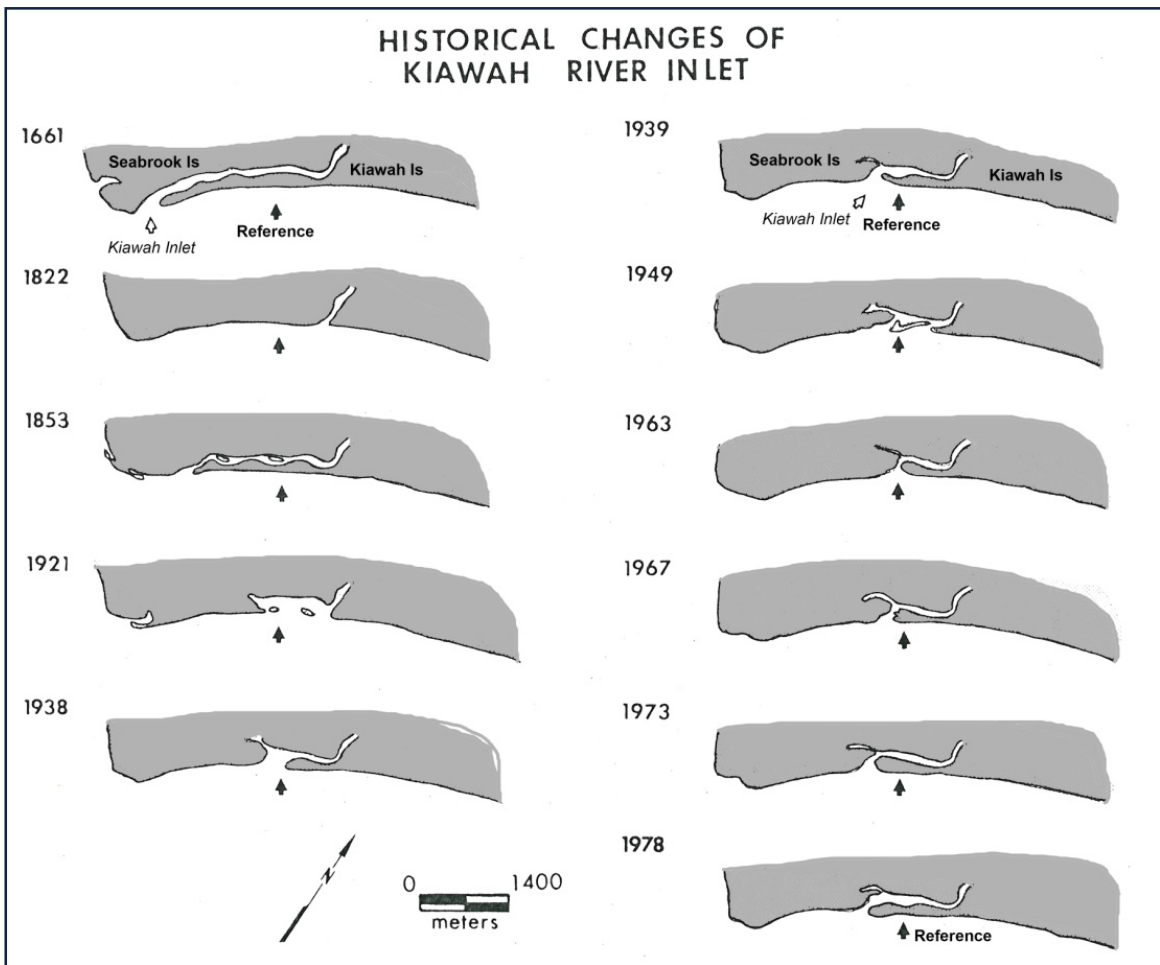 HISTORICAL CHANGES OF
KIAWAH RIVER INLET
1661
Seabrook Is
Kiawah Is
Kiawah Inlet
Reference
1822
1853
1921
1938
N
0 1400
meters
1939
Seabrook Is
Kiawah Is
Kiawah Inlet
Reference
1949
1963
1967
1973
1978
Reference